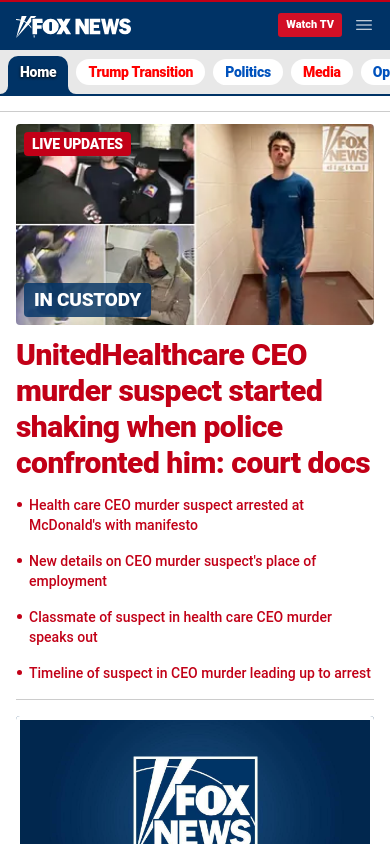 FOX NEWS
Watch TV
Home
Trump Transition
Politics
Media
Op
LIVE UPDATES
FOX
NEWS
digital
IN CUSTODY
UnitedHealthcare CEO
murder suspect started
shaking when police
confronted him: court docs
• Health care CEO murder suspect arrested at
McDonald's with manifesto
• New details on CEO murder suspect's place of
employment
• Classmate of suspect in health care CEO murder
speaks out
• Timeline of suspect in CEO murder leading up to arrest
FOX
NEWS